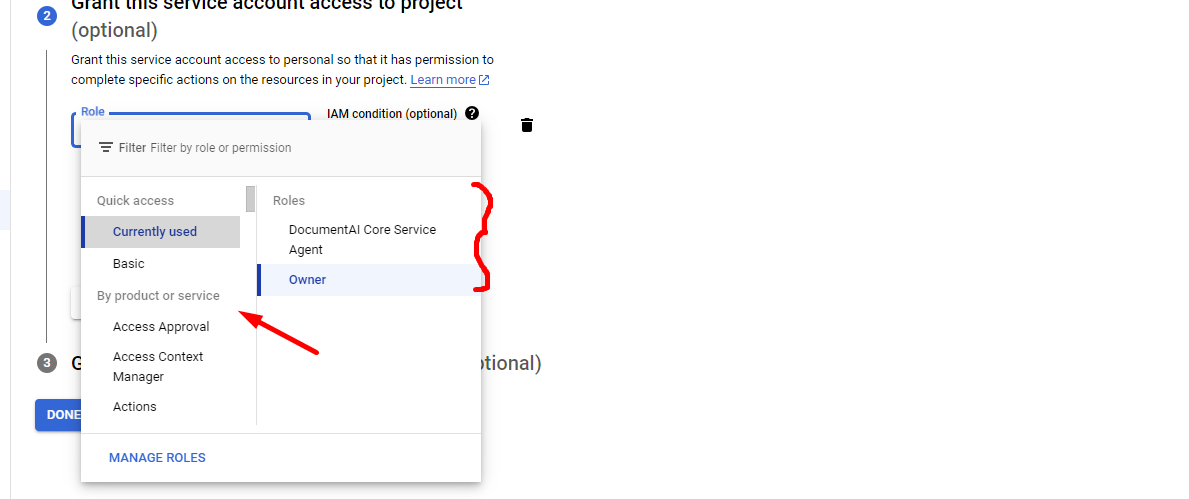 Grant this service account access to project
2
(optional)
Grant this service account access to personal so that it has permission to
complete specific actions on the resources in your project. Learn more
Role
IAM condition (optional) ?
Filter Filter by role or permission
Quick access
Currently used
Basic
By product or service
Access Approval
Access Context
Manager
Actions
Roles
DocumentAI Core Service
Agent
Owner
3 G
tional)
DONE
MANAGE ROLES